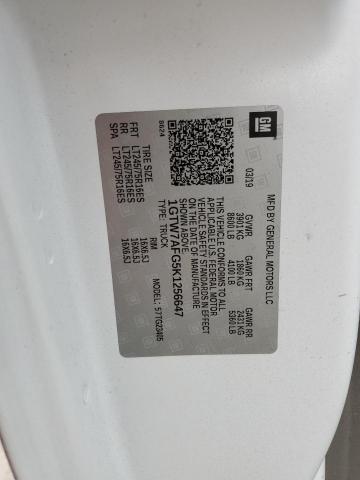 GM
MFD BY GENERAL MOTORS LLC
03/19
GVWR
3901 KG
8600 LB
GAWR FRT
1860 KG
4100 LB
GAWR RR
2431 KG
5360 LB
THIS VEHICLE CONFORMS TO ALL
APPLICABLE U.S. FEDERAL MOTOR
VEHICLE SAFETY STANDARDS IN EFFECT
ON THE DATE OF MANUFACTURE
SHOWN ABOVE.
1GTW7AFG5K1256647
TYPE: TRUCK
MODEL: 57TG23405
8624
TIRE SIZE
RIM
FRT LT245/75R16ES 16X6.5J
RR LT245/75R16ES 16X6.5J
SPA LT245/75R16ES 16X6.5J